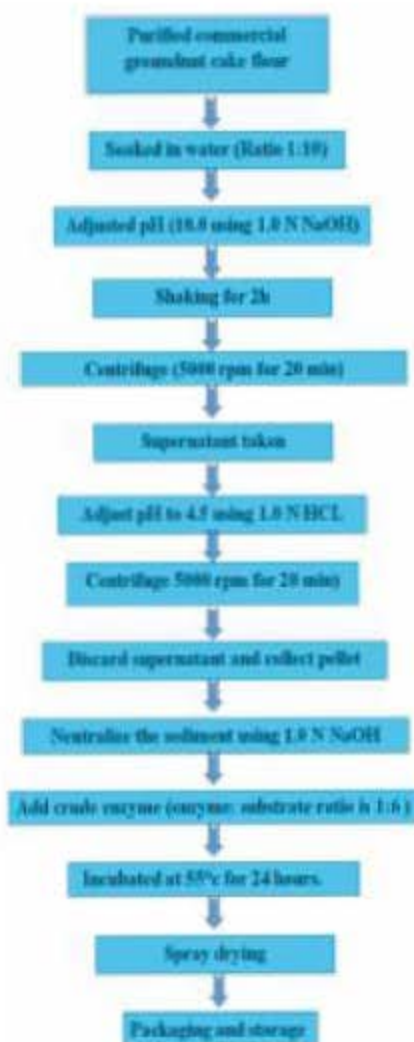 Purified commercial
groundnut cake flour
Soaked in water (Ratio 1:10)
Adjusted pH (10.0 using 1.0 N NaOH)
Shaking for 2h
Centrifuge (5000 rpm for 20 min)
Supernatant taken
Adjust pH to 4.5 using 1.0 N HCL
Centrifuge 5000 rpm for 20 min)
Discard supernatant and collect pellet
Neutralize the sediment using 1.0 N NaOH
Add crude enzyme (enzyme: substrate ratio is 1:6 )
Incubated at 55°c for 24 hours.
Spray drying
Packaging and storage